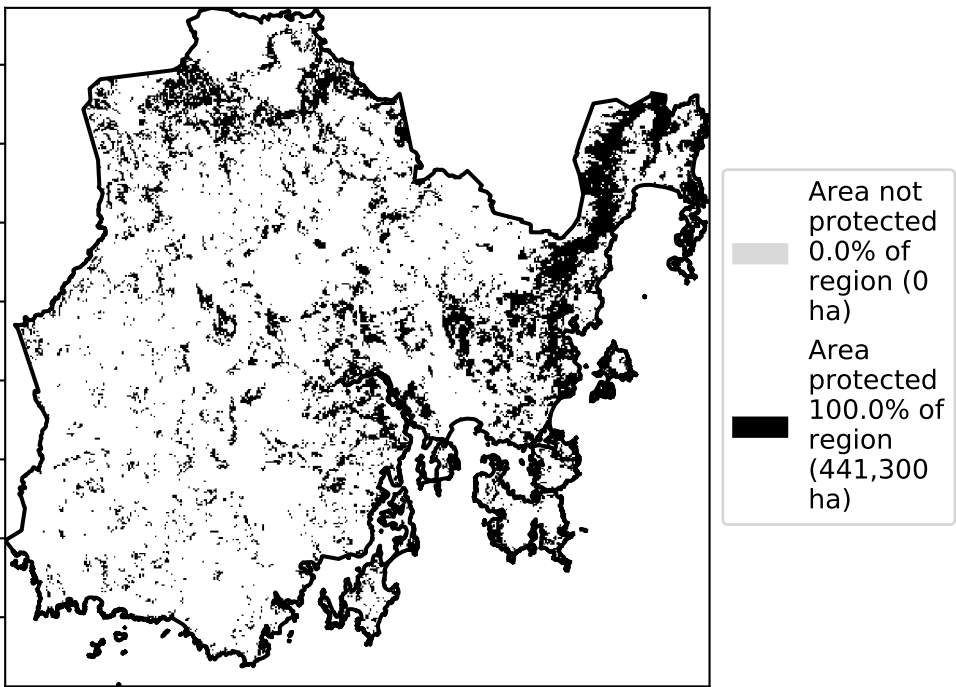 Area not
protected
0.0% of
region (0
ha)
Area
protected
100.0% of
region
(441,300
ha)